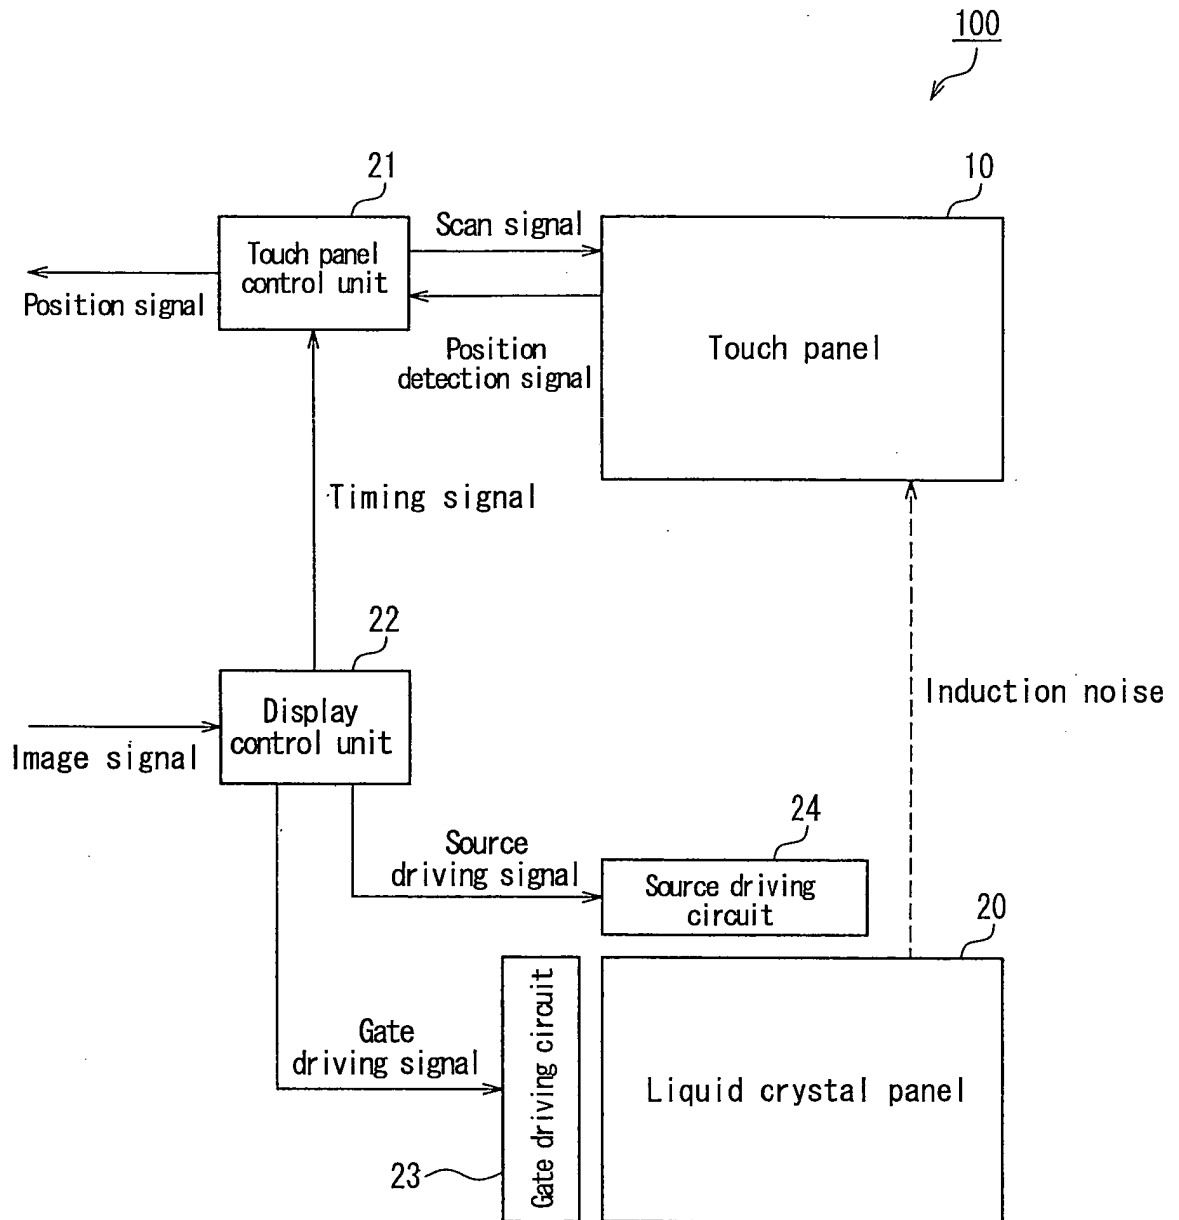 100
21
10
Scan signal
Touch panel
control unit
Position signal
Position
detection signal
Touch panel
Timing signal
22
Induction noise
Display
control unit
Image signal
24
Source
driving signal
Source driving
circuit
20
Gate
driving signal
Gate driving circuit
Liquid crystal panel
23